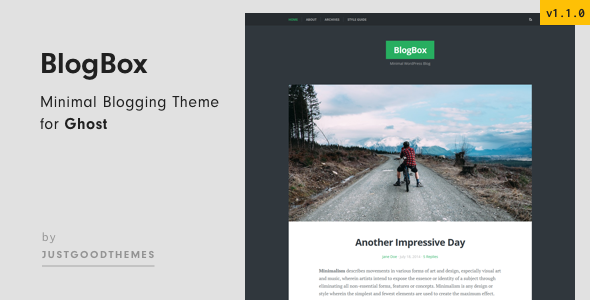 v1.1.0
BlogBox
Minimal Blogging Theme
for Ghost
by
JUSTGOODTHEMES
HOME ABOUT ARCHIVES STYLE GUIDE
BlogBox
Minimal WordPress Blog
Another Impressive Day
Jane Doe · July 16, 2014 · 5 Replies
Minimalism describes movements in various forms of art and design, especially visual art
and music, wherein artists intend to expose the essence or identity of a subject through
eliminating all non-essential forms, features or concepts. Minimalism is any design or
style wherein the simplest and fewest elements are used to create the maximum effect.